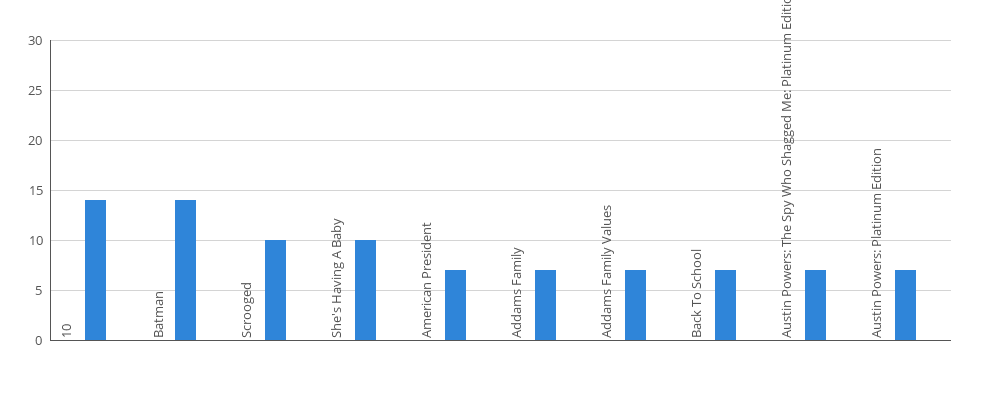 30
25
20
15
10
5
0
10
Batman
Scrooged
She's Having A Baby
American President
Addams Family
Addams Family Values
Back To School
Austin Powers: The Spy Who Shagged Me: Platinum Editio
Austin Powers: Platinum Edition